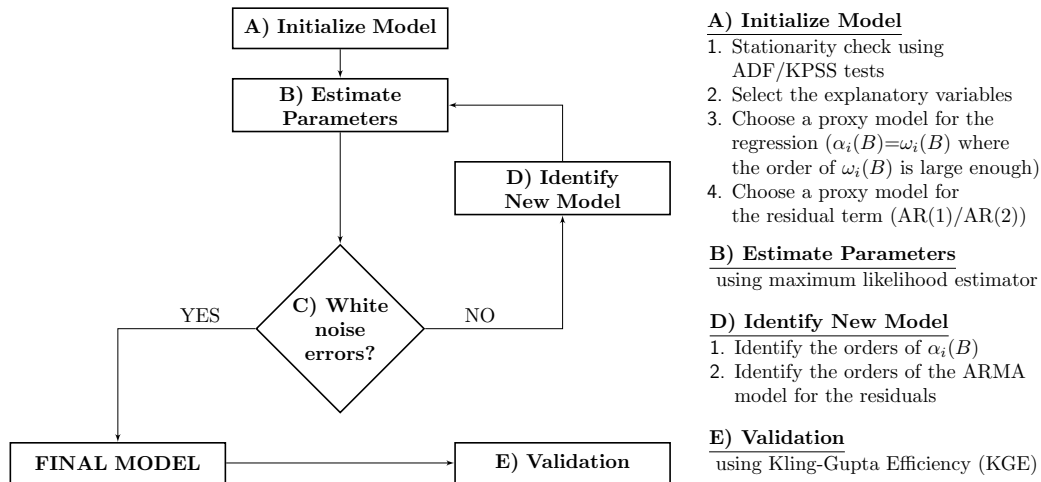 A) Initialize Model
B) Estimate
Parameters
D) Identify
New Model
C) White
noise
errors?
YES
NO
FINAL MODEL
E) Validation
A) Initialize Model
1. Stationarity check using
ADF/KPSS tests
2. Select the explanatory variables
3. Choose a proxy model for the
regression (αᵢ(B)=ωᵢ(B) where
the order of ωᵢ(B) is large enough)
4. Choose a proxy model for
the residual term (AR(1)/AR(2))
B) Estimate Parameters
using maximum likelihood estimator
D) Identify New Model
1. Identify the orders of αᵢ(B)
2. Identify the orders of the ARMA
model for the residuals
E) Validation
using Kling-Gupta Efficiency (KGE)